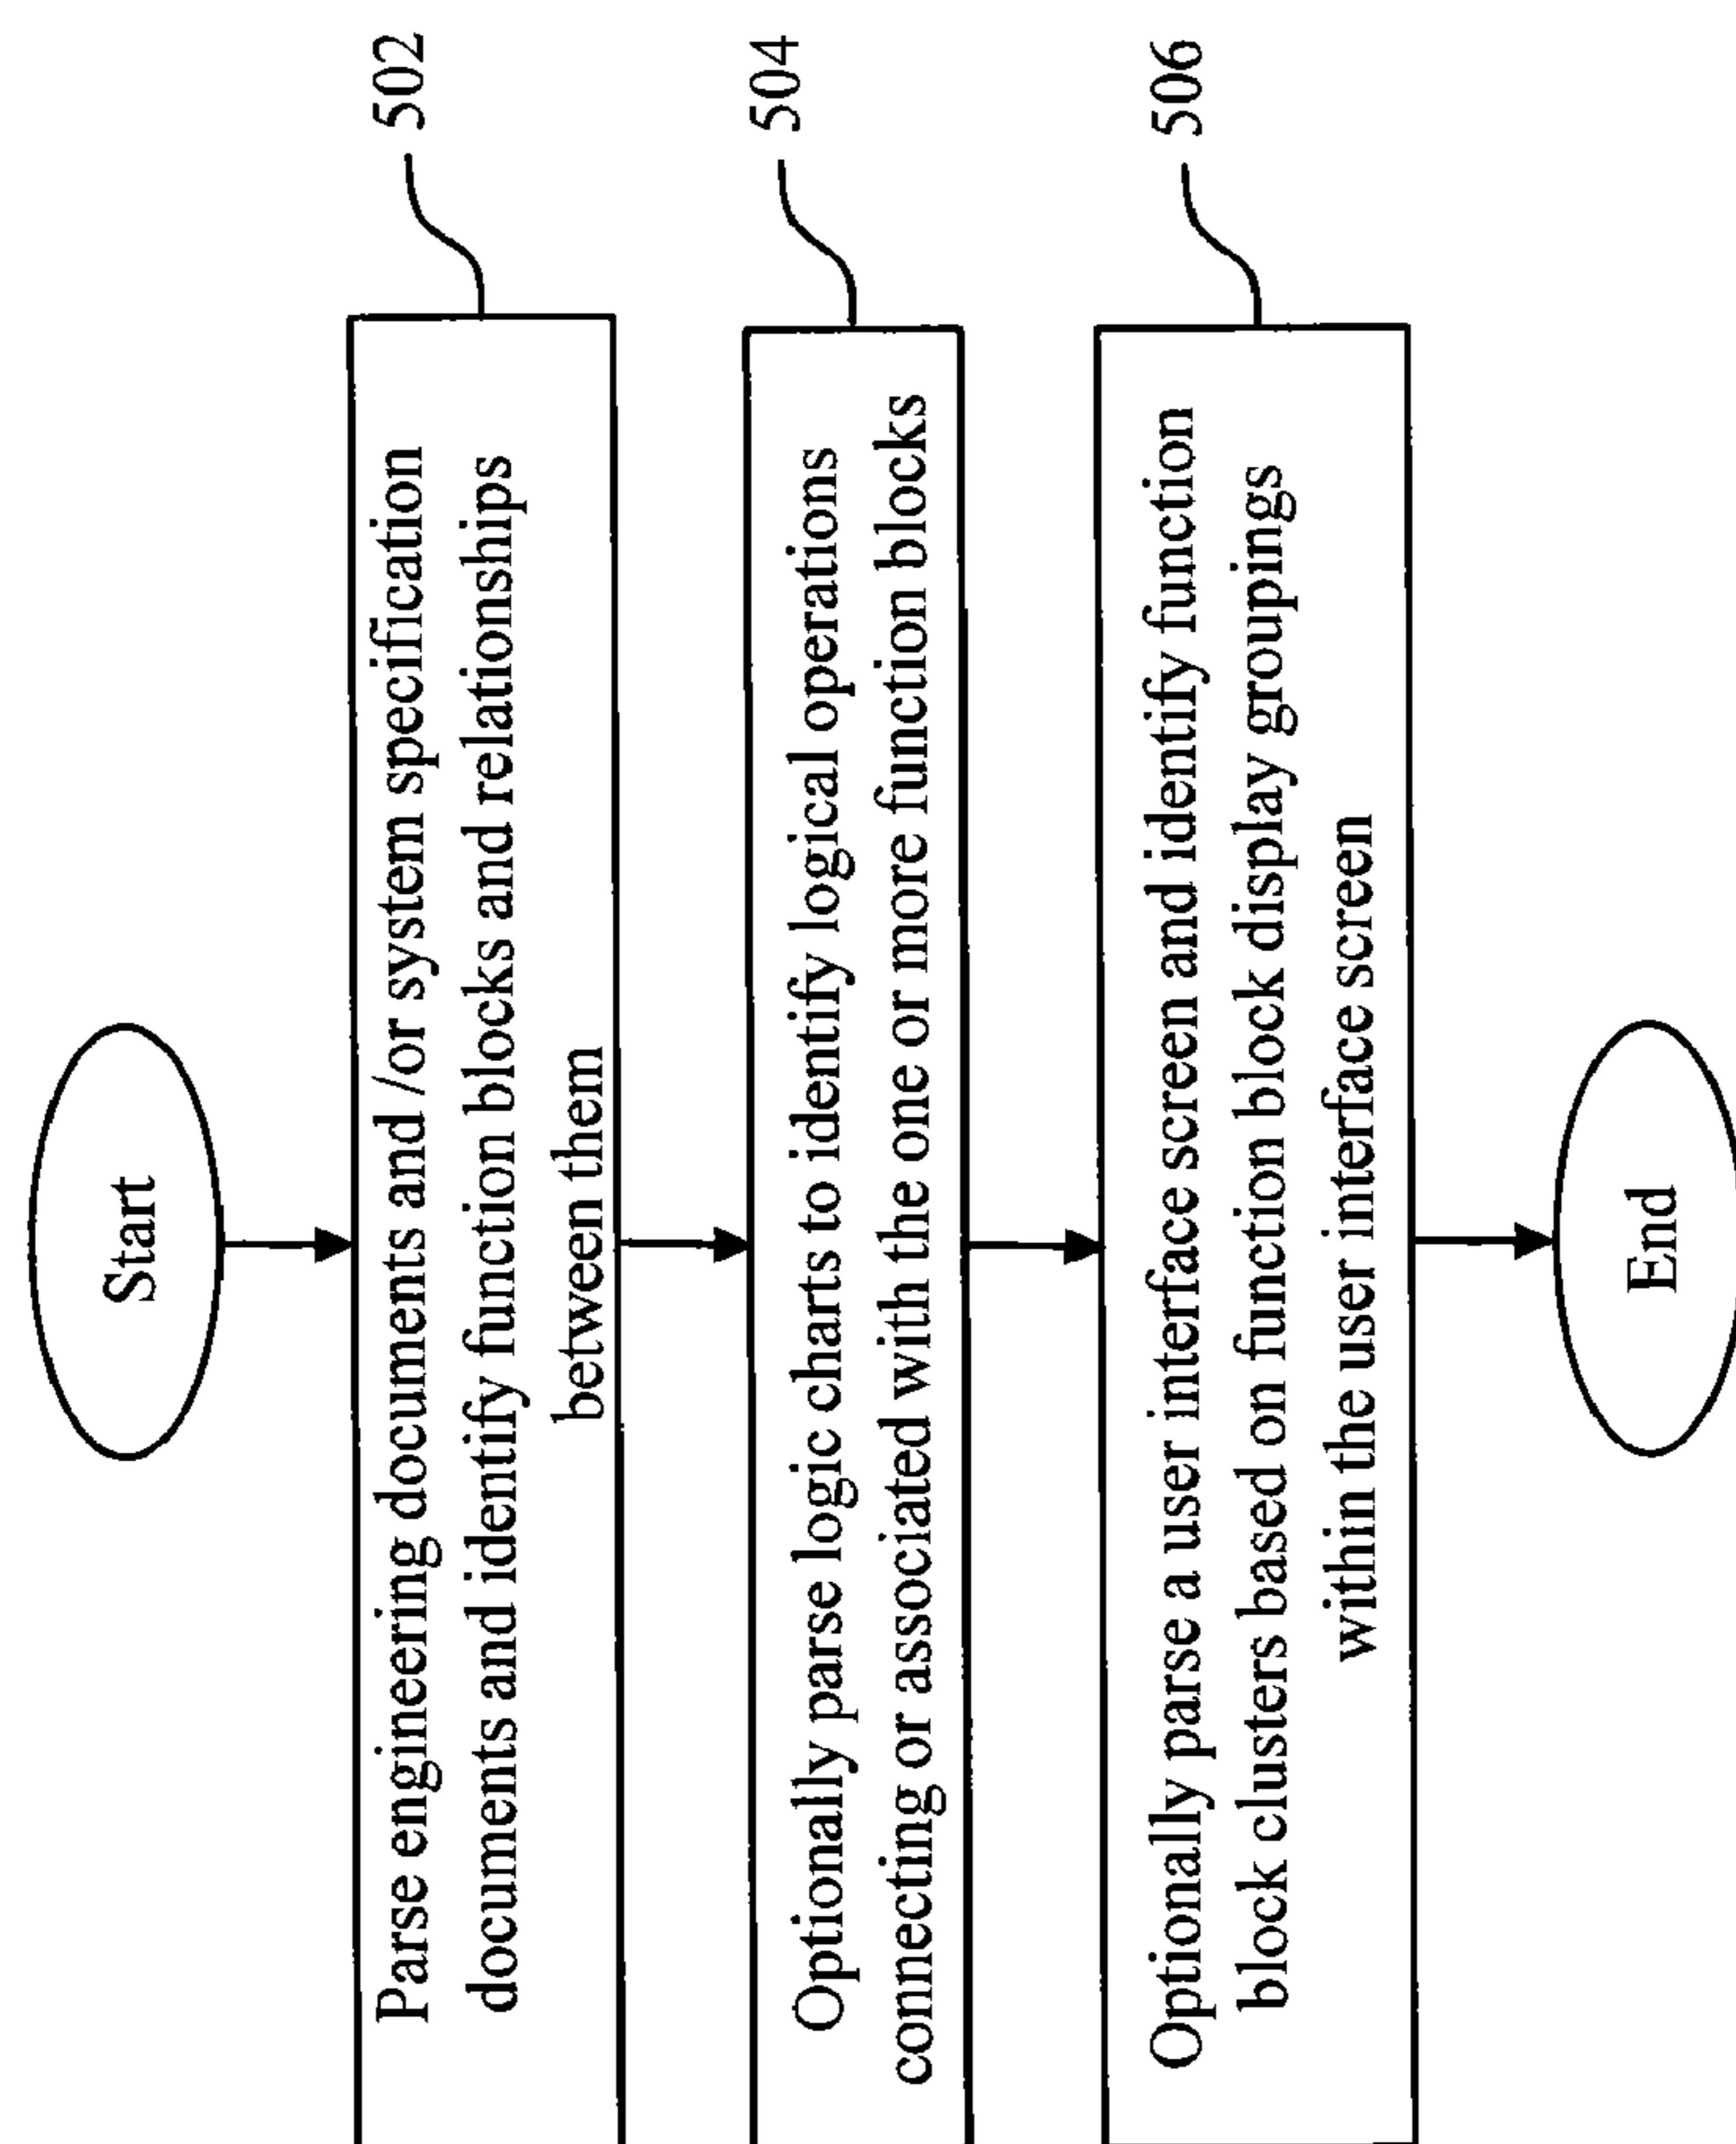 Start
502
Parse engineering documents and /or system specification
documents and identify function blocks and relationships
between them
504
Optionally parse logic charts to identify logical operations
connecting or associated with the one or more function blocks
506
Optionally parse a user interface screen and identify function
block clusters based on function block display groupings
within the user interface screen
End